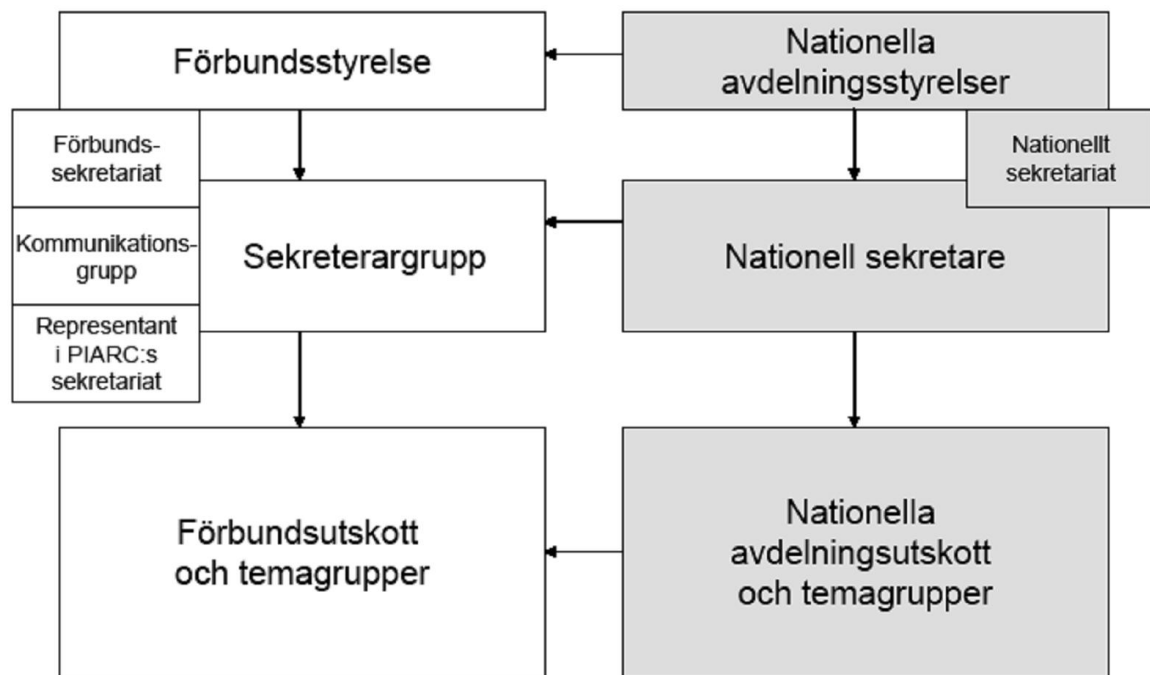 Förbundsstyrelse
Nationella
avdelningsstyrelser
Förbunds-
sekretariat
Nationellt
sekretariat
Kommunikations-
grupp
Sekreterargrupp
Nationell sekretare
Representant
i PIARC:s
sekretariat
Förbundsutskott
och temagrupper
Nationella
avdelningsutskott
och temagrupper